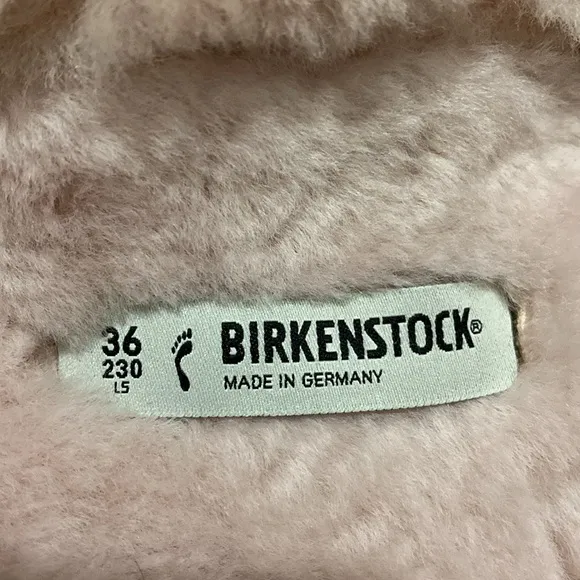 36
230
L5
BIRKENSTOCK®
MADE IN GERMANY